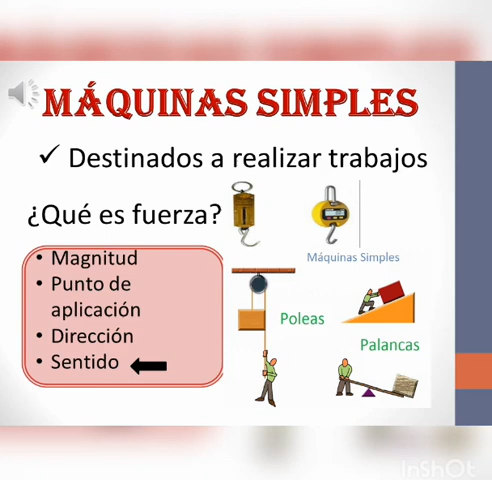 MÁQUINAS SIMPLES
✓ Destinados a realizar trabajos
¿Qué es fuerza?
Máquinas Simples
• Magnitud
• Punto de
aplicación
• Dirección
• Sentido
Poleas
Palancas
InShOt